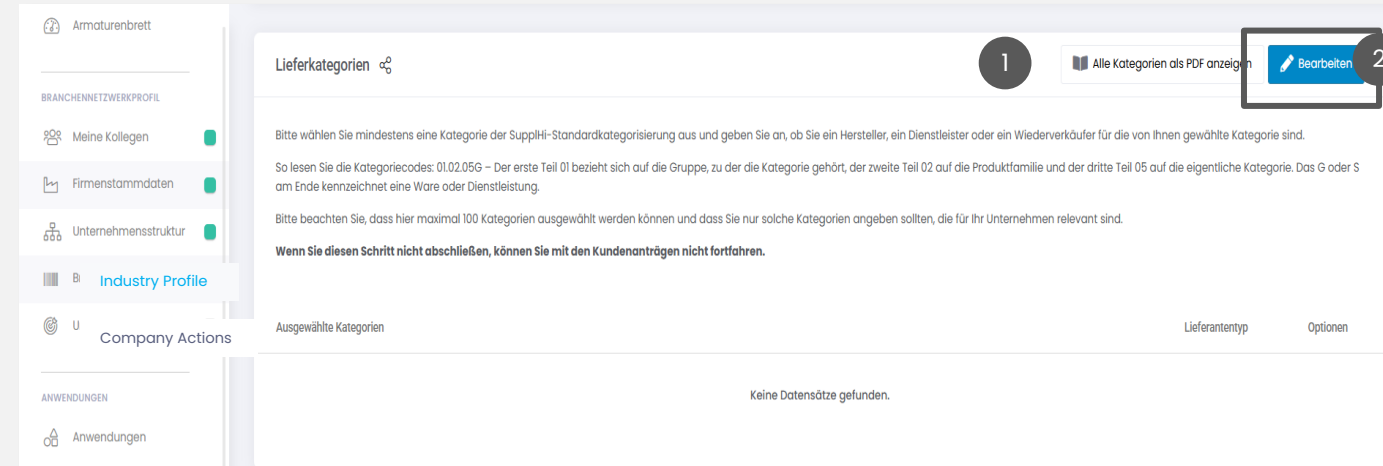 Armaturenbrett
BRANCHENNETZWERKPROFIL
Meine Kollegen
Firmenstammdaten
Unternehmensstruktur
Industry Profile
Company Actions
ANWENDUNGEN
Anwendungen
Lieferkategorien
1
Alle Kategorien als PDF anzeigen
Bearbeiten
2
Bitte wählen Sie mindestens eine Kategorie der SupplHi-Standardkategorisierung aus und geben Sie an, ob Sie ein Hersteller, ein Dienstleister oder ein Wiederverkäufer für die von Ihnen gewählte Kategorie sind.
So lesen Sie die Kategoriecodes: 01.02.05G – Der erste Teil 01 bezieht sich auf die Gruppe, zu der die Kategorie gehört, der zweite Teil 02 auf die Produktfamilie und der dritte Teil 05 auf die eigentliche Kategorie. Das G oder S
am Ende kennzeichnet eine Ware oder Dienstleistung.
Bitte beachten Sie, dass hier maximal 100 Kategorien ausgewählt werden können und dass Sie nur solche Kategorien angeben sollten, die für Ihr Unternehmen relevant sind.
Wenn Sie diesen Schritt nicht abschließen, können Sie mit den Kundenanträgen nicht fortfahren.
Ausgewählte Kategorien Lieferantentyp Optionen
Keine Datensätze gefunden.